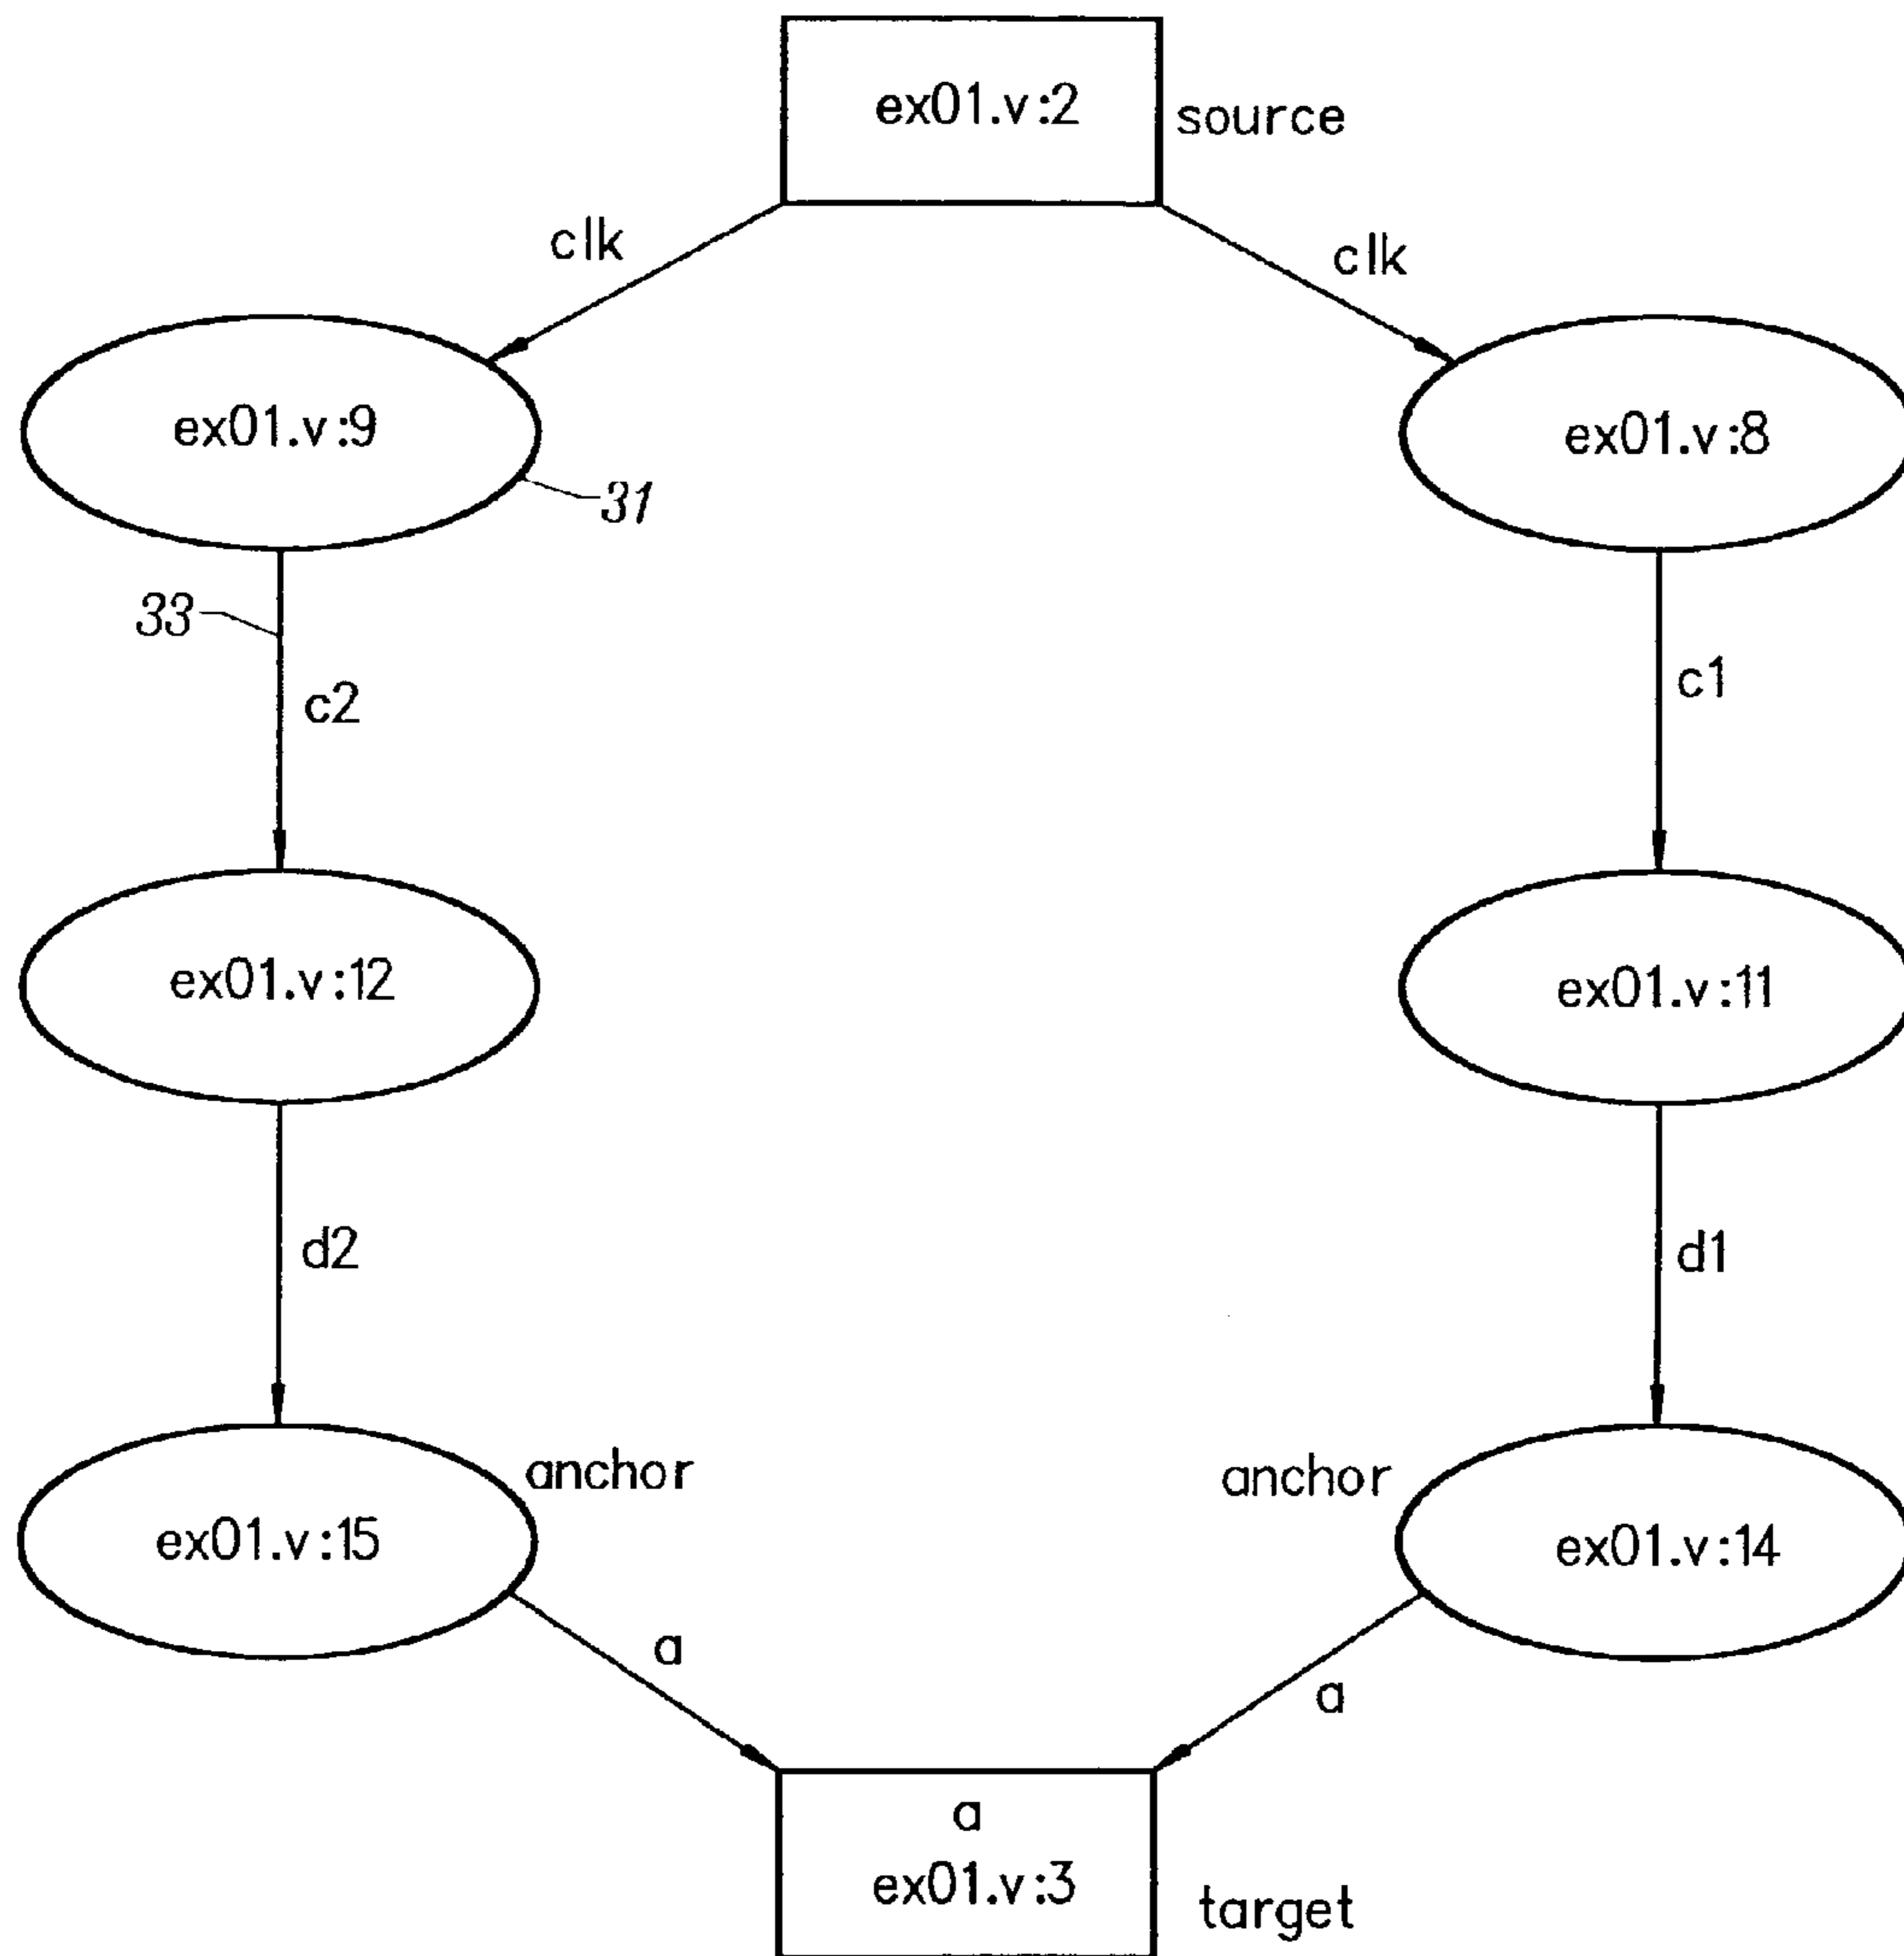 ex01.v:2
source
clk
clk
ex01.v:9
ex01.v:8
31
33
c2
c1
ex01.v:12
ex01.v:11
d2
d1
anchor
anchor
ex01.v:15
ex01.v:14
a
a
a
ex01.v:3
target